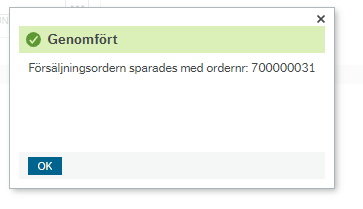 Genomfört
Försäljningsordern sparades med ordernr: 700000031
OK